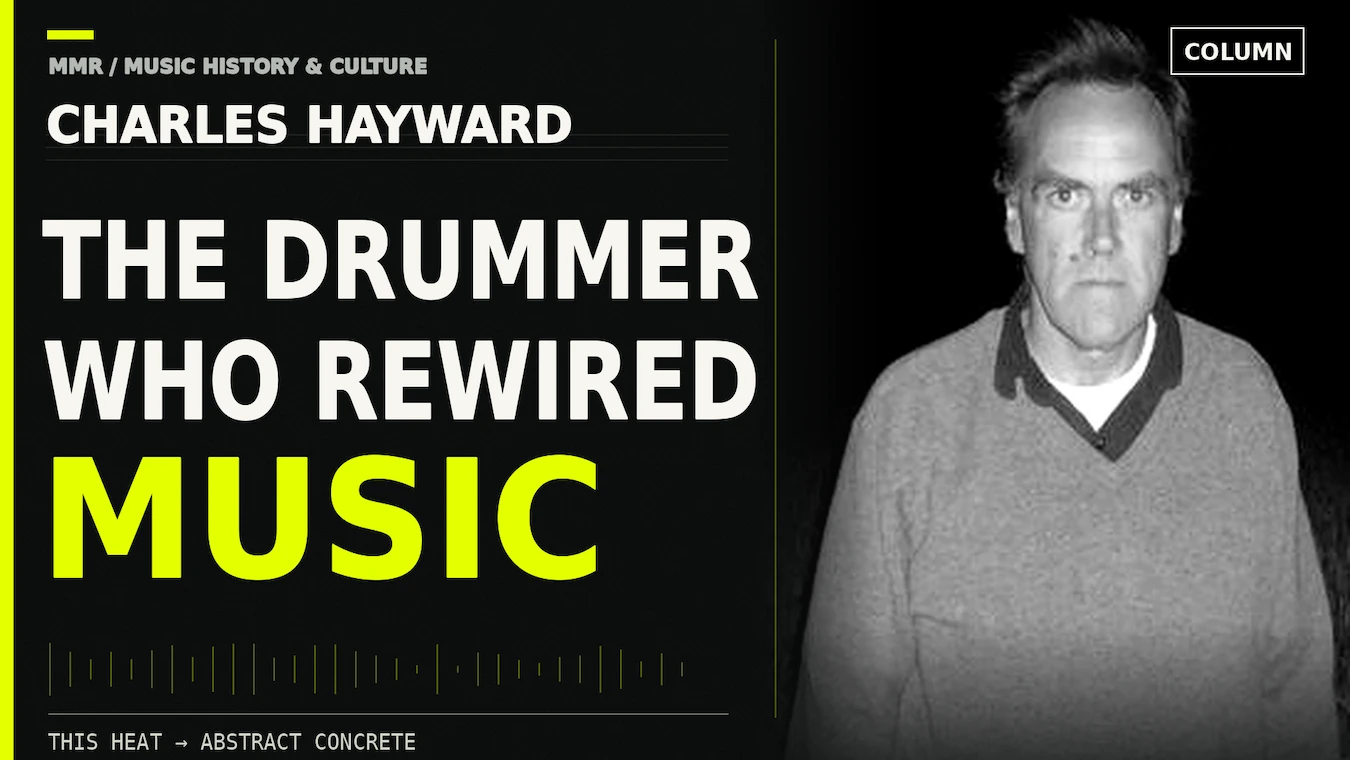 MMR / MUSIC HISTORY & CULTURE
COLUMN
CHARLES HAYWARD
THE DRUMMER
WHO REWIRED
MUSIC
THIS HEAT → ABSTRACT CONCRETE